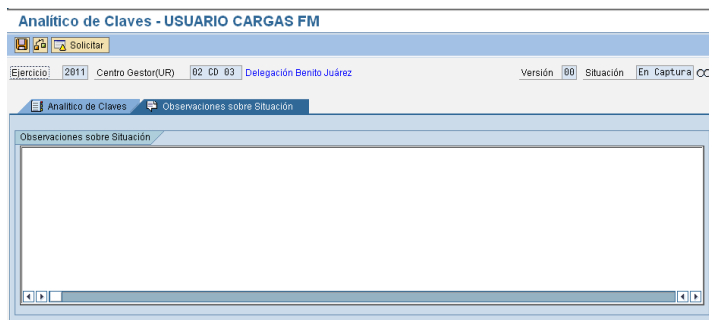 Analítico de Claves - USUARIO CARGAS FM
Solicitar
Ejercicio 2011 Centro Gestor(UR) 02 CD 03 Delegación Benito Juárez Versión 00 Situación En Captura
Analítico de Claves Observaciones sobre Situación
Observaciones sobre Situación